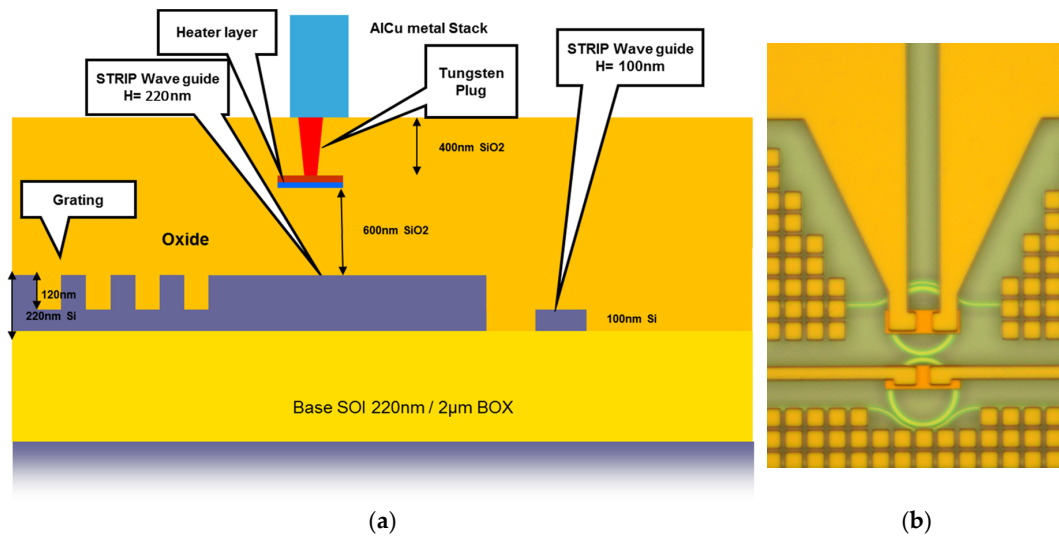 Heater layer
AlCu metal Stack
STRIP Wave guide
H= 220nm
Tungsten
Plug
STRIP Wave guide
H= 100nm
400nm SiO2
Grating
Oxide
600nm SiO2
120nm
220nm Si
100nm Si
Base SOI 220nm / 2µm BOX
(a)
(b)